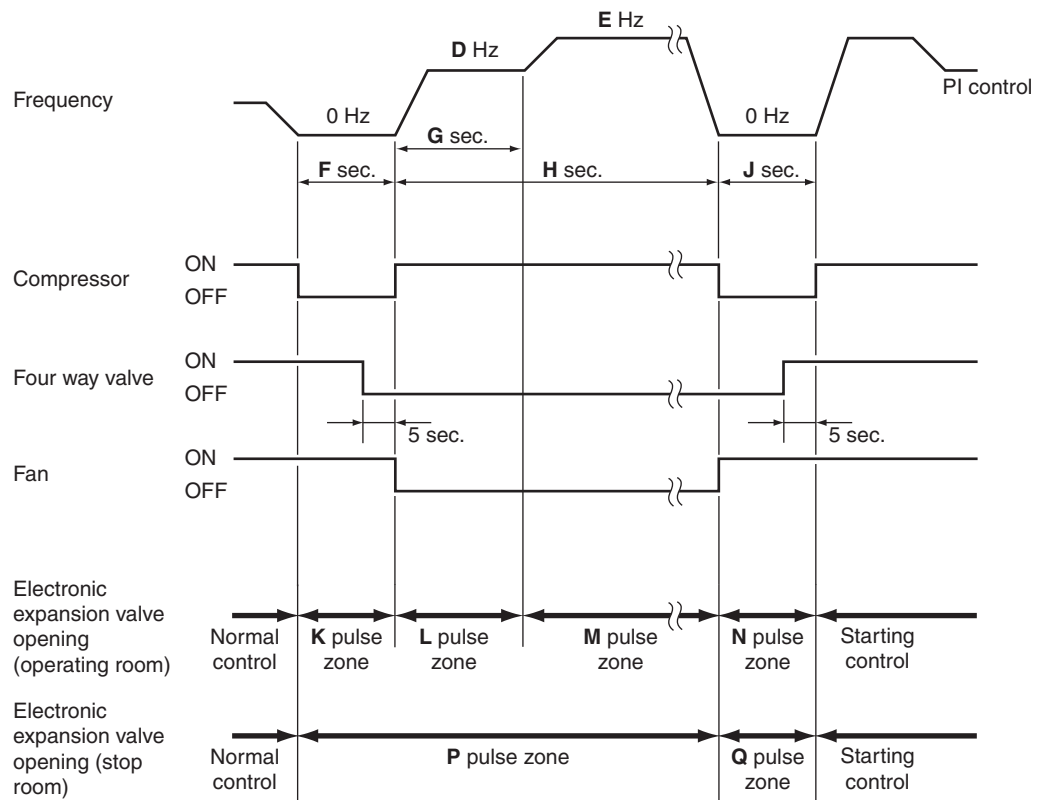 E Hz
D Hz
Frequency
PI control
0 Hz
0 Hz
G sec.
F sec.
H sec.
J sec.
Compressor
ON
OFF
Four way valve
ON
OFF
5 sec.
5 sec.
Fan
ON
OFF
Electronic
expansion valve
opening
(operating room)
Normal
control
K pulse
zone
L pulse
zone
M pulse
zone
N pulse
zone
Starting
control
Electronic
expansion valve
opening (stop
room)
Normal
control
P pulse zone
Q pulse
zone
Starting
control